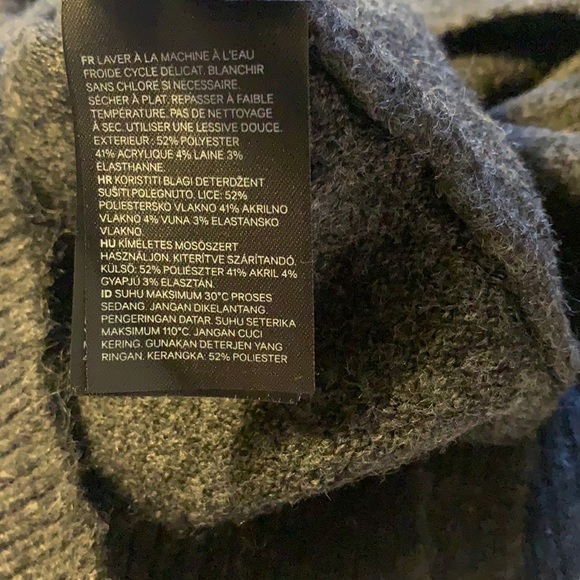 FR LAVER À LA MACHINE À L'EAU
FROIDE CYCLE DÉLICAT. BLANCHIR
SANS CHLORE SI NÉCESSAIRE.
SÉCHER À PLAT. REPASSER À FAIBLE
TEMPÉRATURE. PAS DE NETTOYAGE
À SEC. UTILISER UNE LESSIVE DOUCE.
EXTERIEUR : 52% POLYESTER
41% ACRYLIQUE 4% LAINE 3%
ÉLASTHANNE.
HR KORISTITI BLAGI DETERDŽENT
SUŠITI POLEGNUTO. LICE: 52%
POLIESTERSKO VLAKNO 41% AKRILNO
VLAKNO 4% VUNA 3% ELASTANSKO
VLAKNO.
HU KÍMÉLETES MOSÓSZERT
HASZNÁLJON. KITERÍTVE SZÁRÍTANDÓ.
KÜLSŐ: 52% POLIÉSZTER 41% AKRIL 4%
GYAPJÚ 3% ELASZTÁN.
ID SUHU MAKSIMUM 30°C PROSES
SEDANG. JANGAN DIKELANTANG
PENGERINGAN DATAR. SUHU SETERIKA
MAKSIMUM 110°C. JANGAN CUCI
KERING. GUNAKAN DETERJEN YANG
RINGAN. KERANGKA: 52% POLIESTER